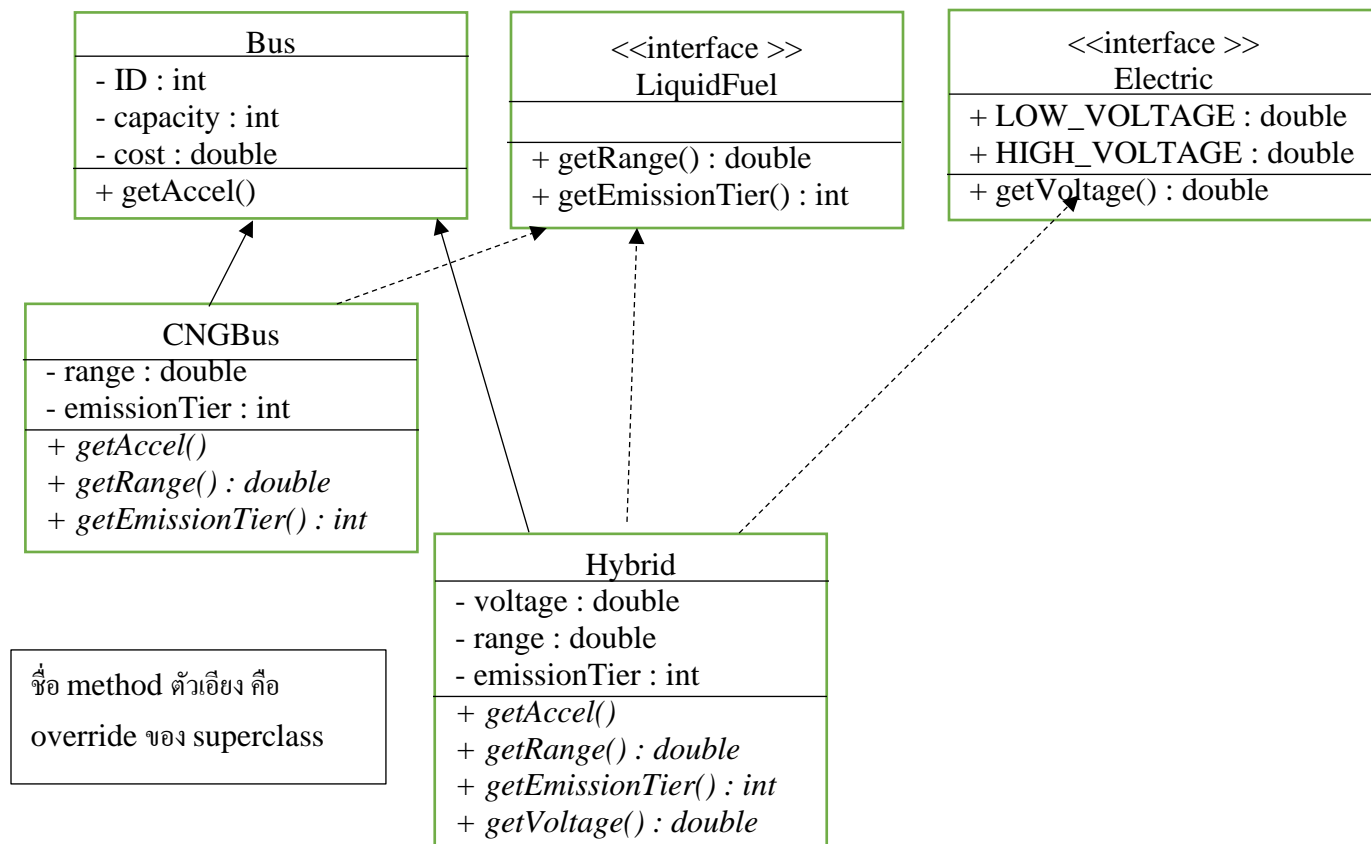 Bus
- ID : int
- capacity : int
- cost : double
+ getAccel()
<<interface >>
LiquidFuel
+ getRange() : double
+ getEmissionTier() : int
<<interface >>
Electric
+ LOW_VOLTAGE : double
+ HIGH_VOLTAGE : double
+ getVoltage() : double
CNGBus
- range : double
- emissionTier : int
+ getAccel()
+ getRange() : double
+ getEmissionTier() : int
Hybrid
- voltage : double
- range : double
- emissionTier : int
+ getAccel()
+ getRange() : double
+ getEmissionTier() : int
+ getVoltage() : double
ชื่อ method ตัวเอียง คือ
override ของ superclass